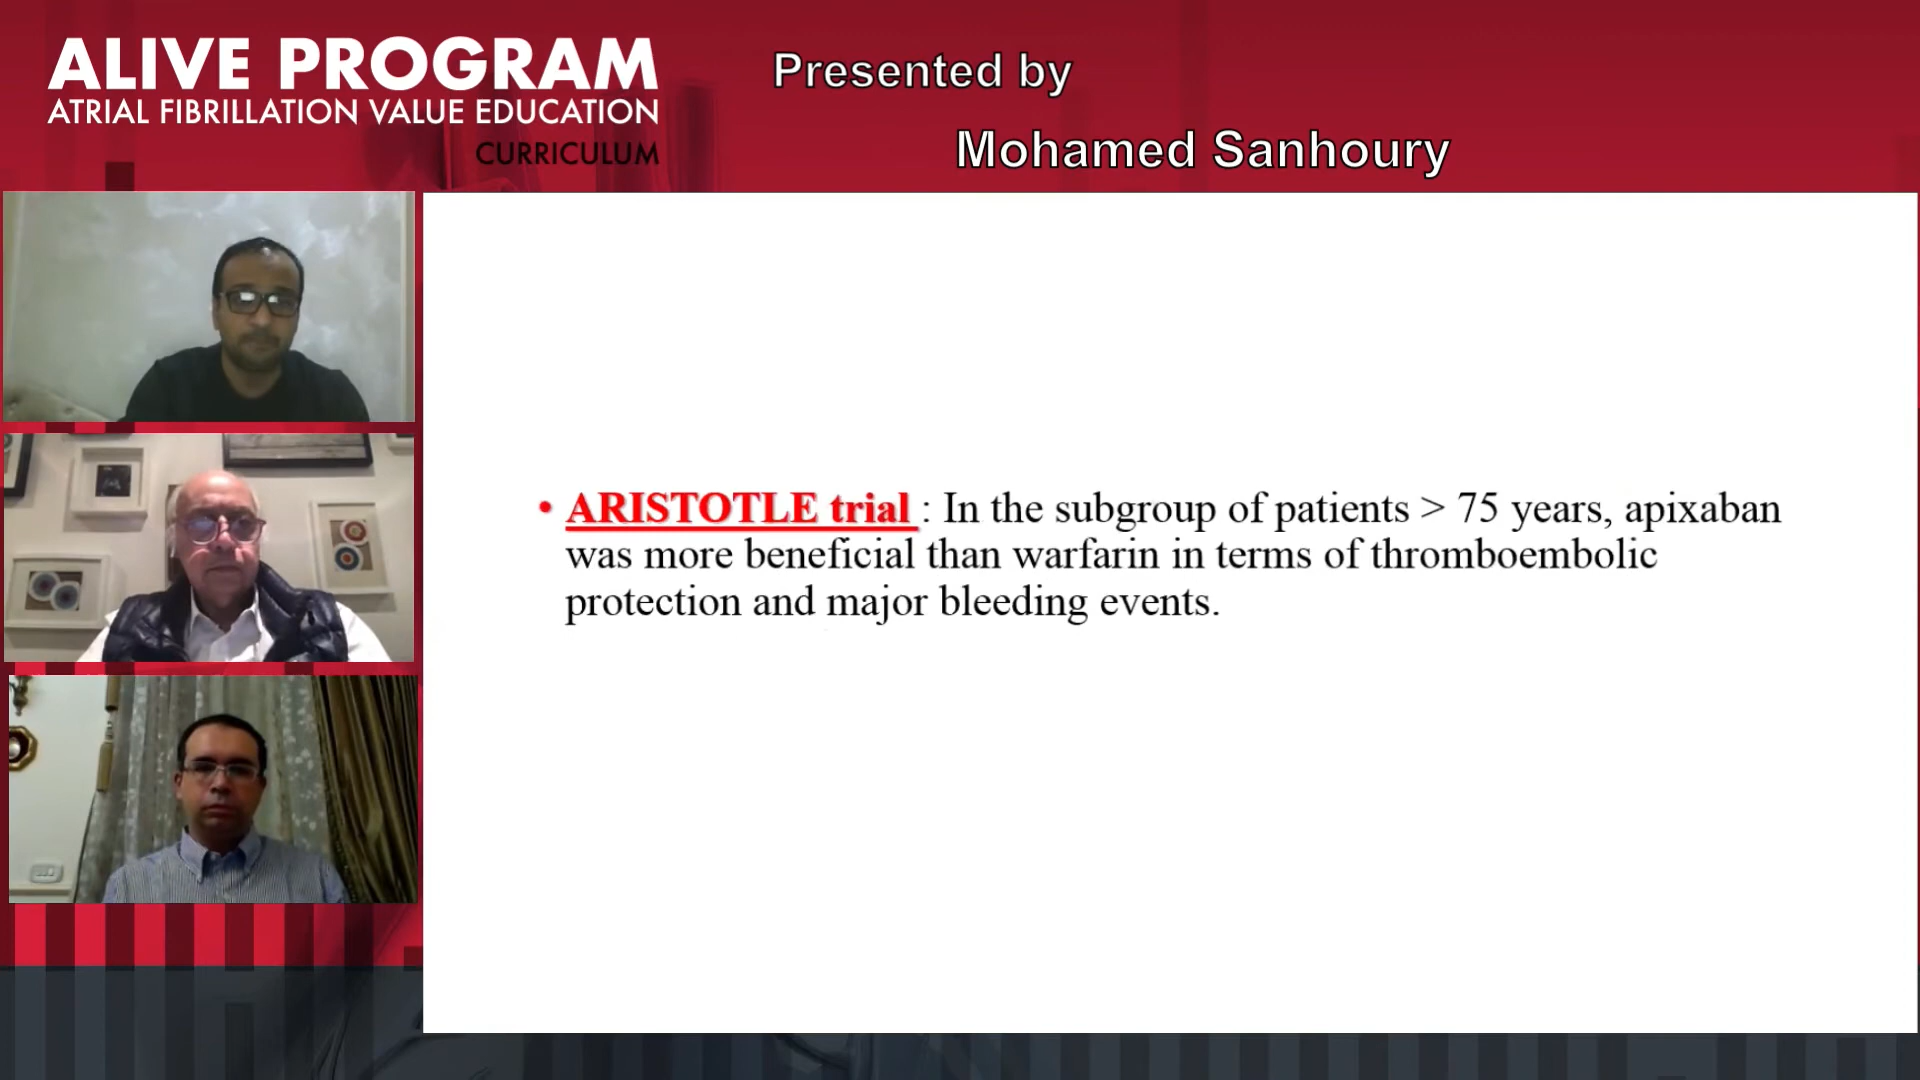 ALIVE PROGRAM
ATRIAL FIBRILLATION VALUE EDUCATION
CURRICULUM
Presented by
Mohamed Sanhoury
• ARISTOTLE trial : In the subgroup of patients > 75 years, apixaban
was more beneficial than warfarin in terms of thromboembolic
protection and major bleeding events.